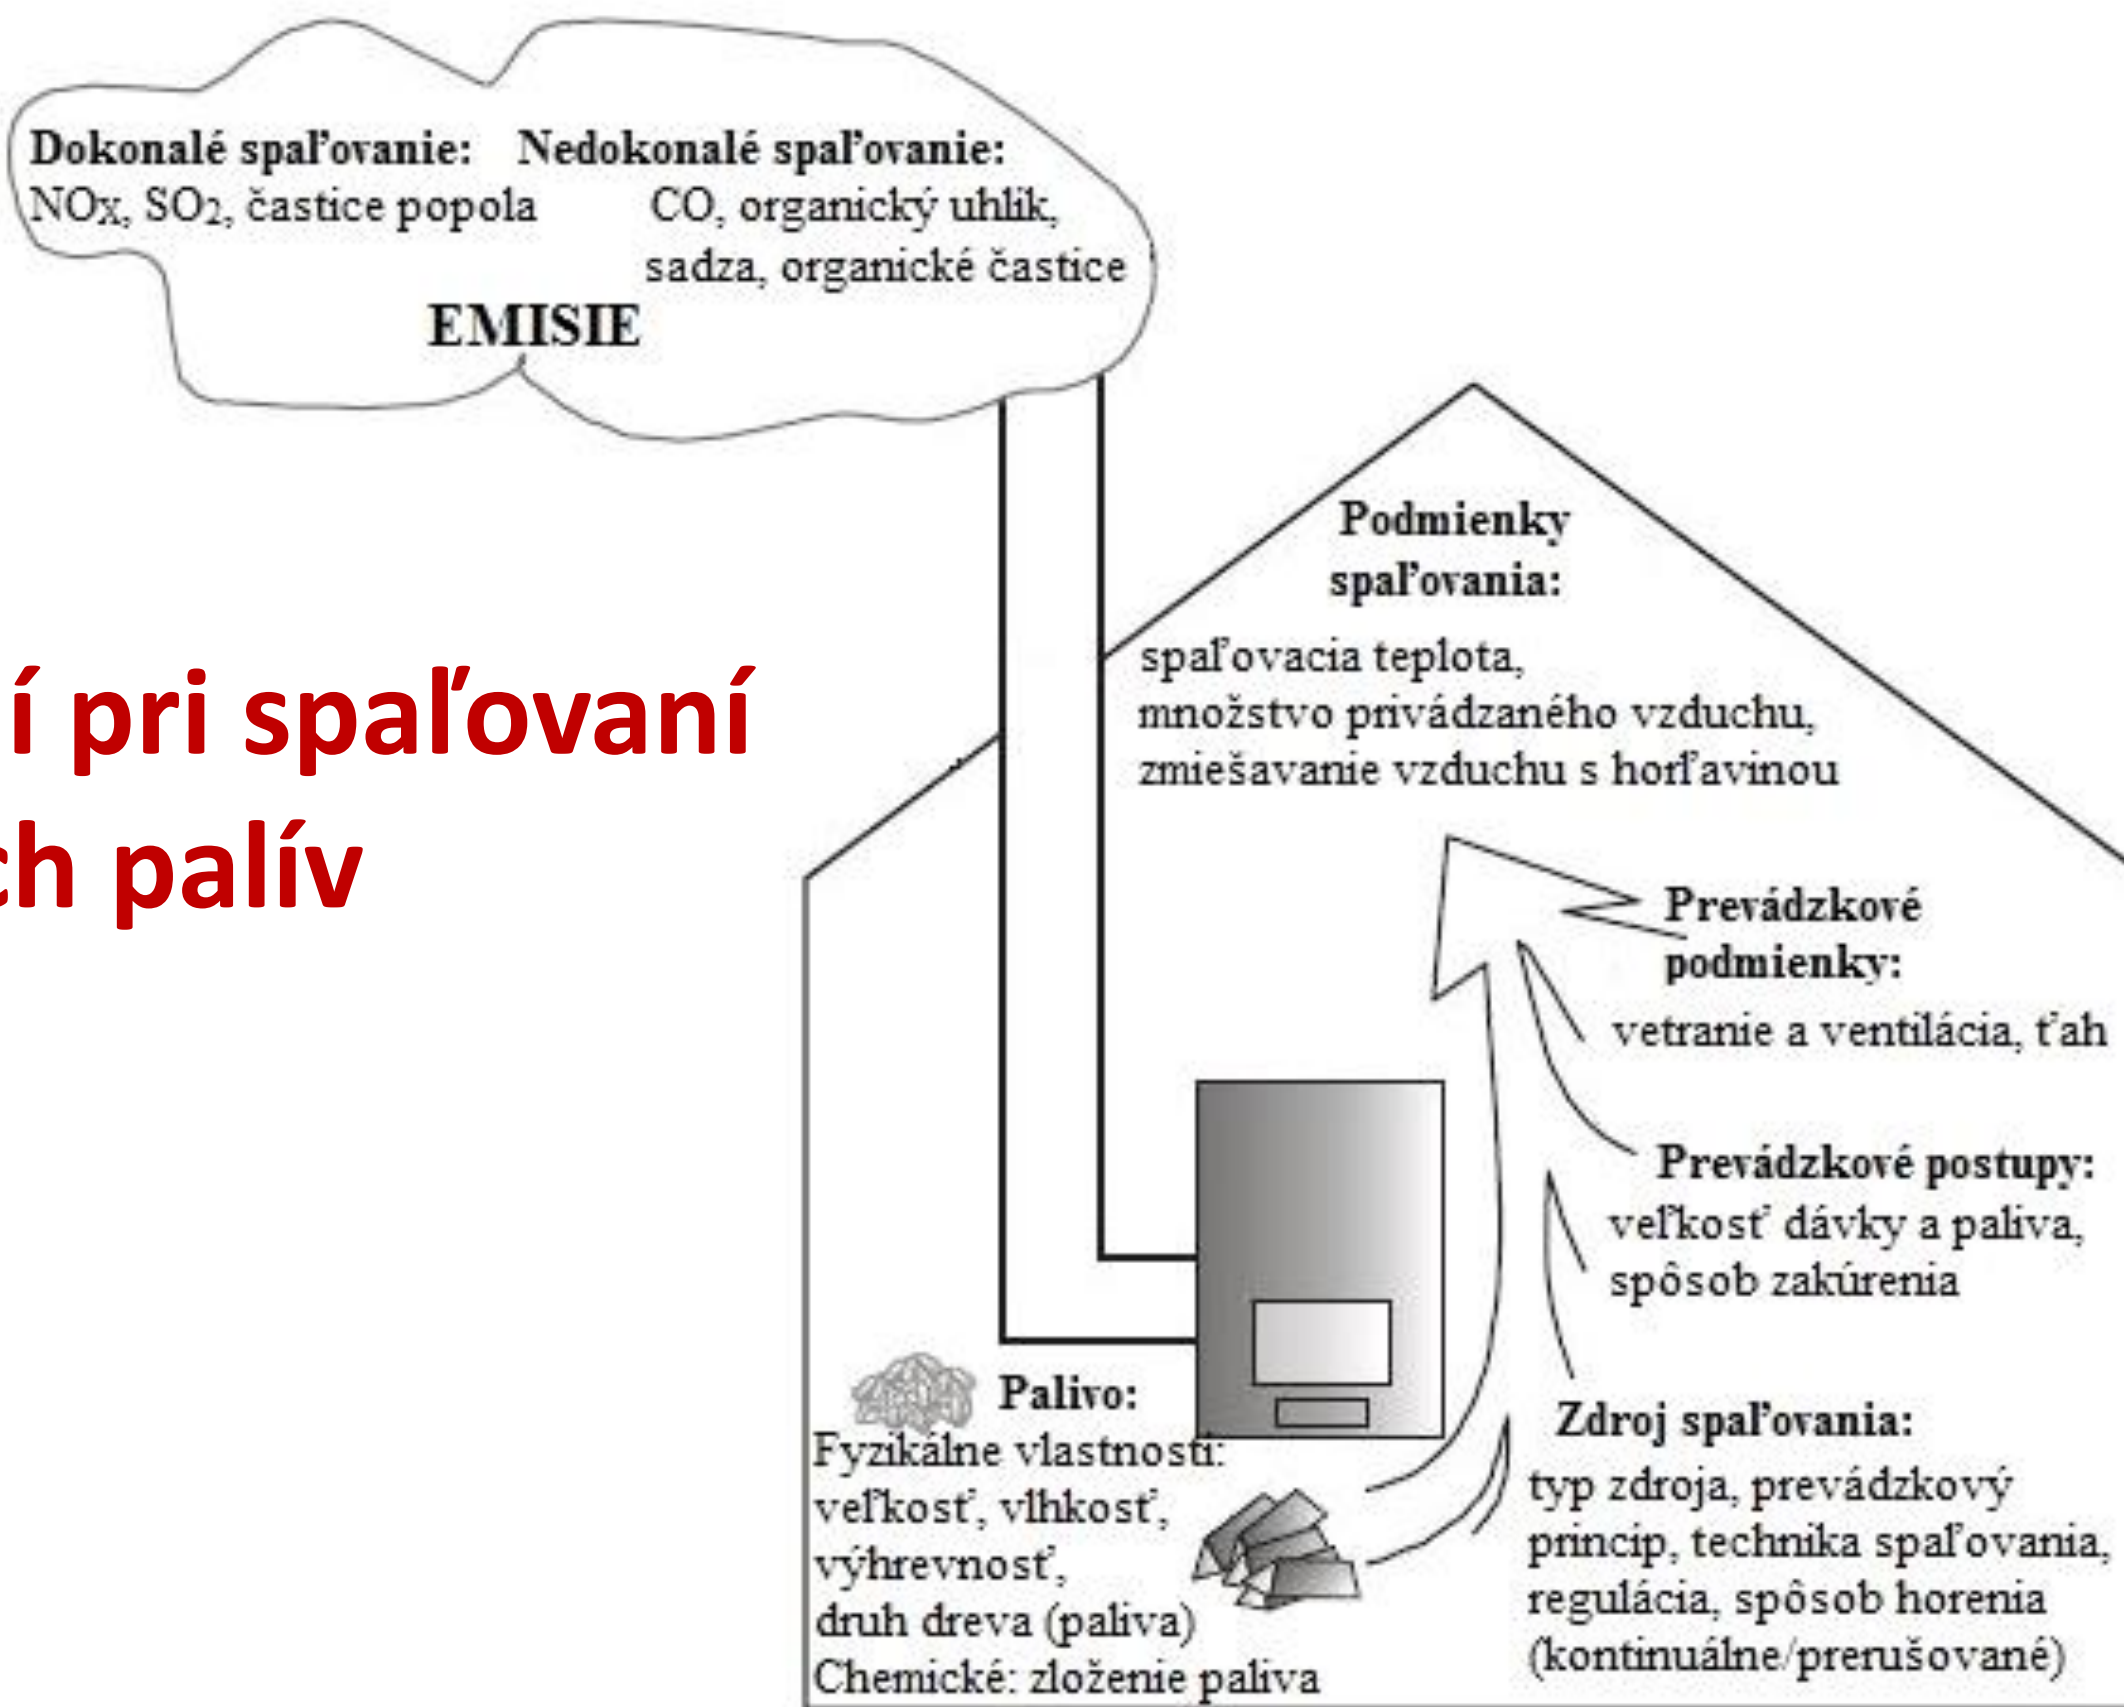 Dokonalé spaľovanie: Nedokonalé spaľovanie:
NOX, SO2, častice popola CO, organický uhlík,
sadza, organické častice
EMISIE
í pri spaľovaní
ch palív
Podmienky
spaľovania:
spaľovacia teplota,
množstvo privádzaného vzduchu,
zmiešavanie vzduchu s horľavinou
Prevádzkové
podmienky:
vetranie a ventilácia, ťah
Prevádzkové postupy:
veľkosť dávky a paliva,
spôsob zakúrenia
Zdroj spaľovania:
typ zdroja, prevádzkový
princip, technika spaľovania,
regulácia, spôsob horenia
(kontinuálne/prerušované)
Palivo:
Fyzikálne vlastnosti:
veľkosť, vlhkosť,
výhrevnosť,
druh dreva (paliva)
Chemické: zloženie paliva